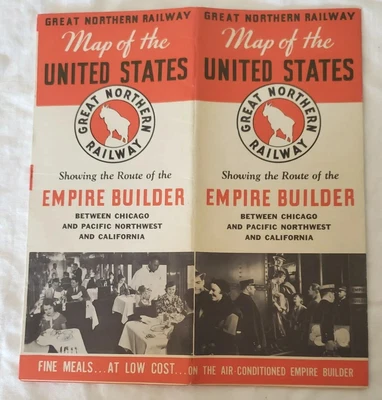 GREAT NORTHERN RAILWAY
Map of the
UNITED STATES
GREAT NORTHERN
RAILWAY
Showing the Route of the
EMPIRE BUILDER
BETWEEN CHICAGO
AND PACIFIC NORTHWEST
AND CALIFORNIA
GREAT NORTHERN RAILWAY
Map of the
UNITED STATES
GREAT NORTHERN
RAILWAY
Showing the Route of the
EMPIRE BUILDER
BETWEEN CHICAGO
AND PACIFIC NORTHWEST
AND CALIFORNIA
FINE MEALS...AT LOW COST...ON THE AIR-CONDITIONED EMPIRE BUILDER